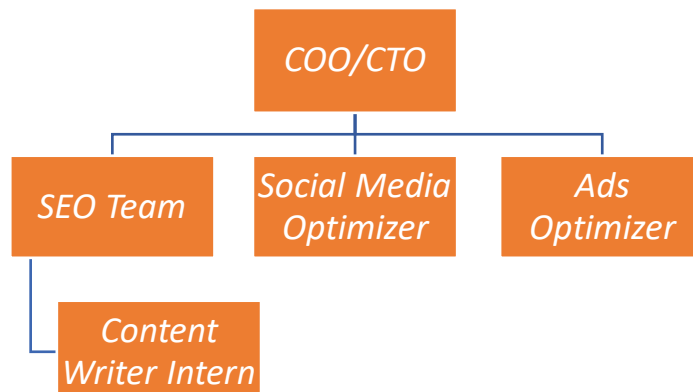 COO/CTO
SEO Team
Social Media
Optimizer
Ads
Optimizer
Content
Writer Intern